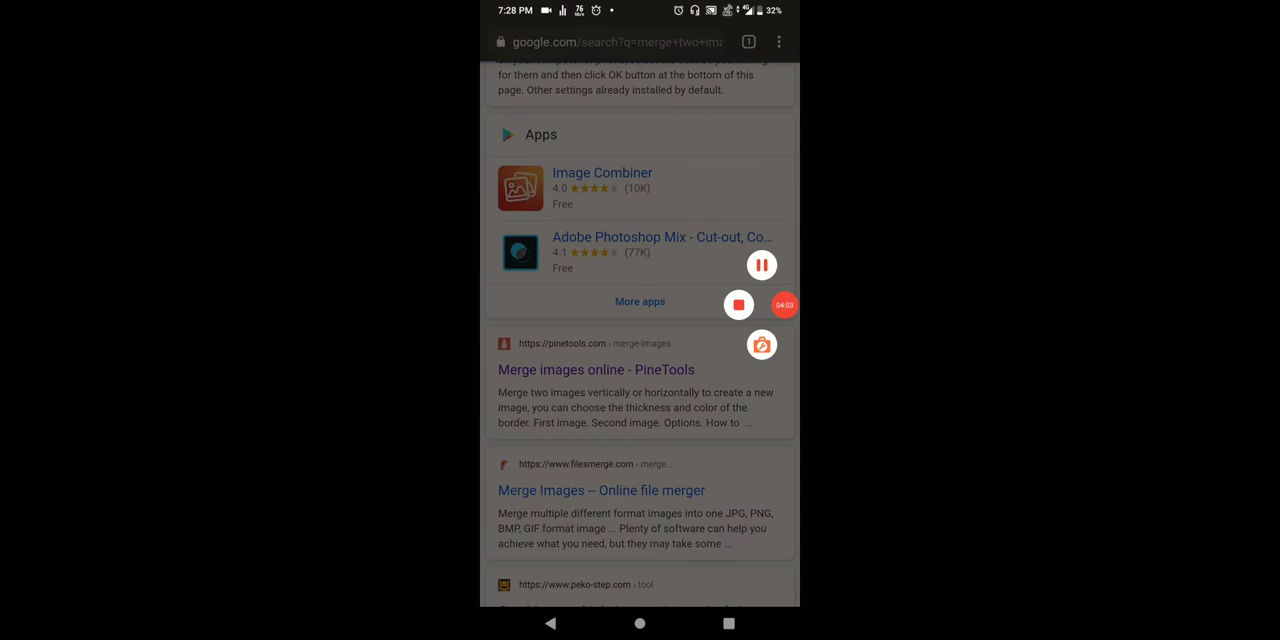 7:28 PM 76 kb/s 4G 32%
google.com/search?q=merge+two+ima
1
for them and then click OK button at the bottom of this
page. Other settings already installed by default.
Apps
Image Combiner
4.0 ★★★★★ (10K)
Free
Adobe Photoshop Mix - Cut-out, Co...
4.1 ★★★★★ (77K)
Free
More apps
04:03
https://pinetools.com › merge-images
Merge images online - PineTools
Merge two images vertically or horizontally to create a new
image, you can choose the thickness and color of the
border. First image. Second image. Options. How to ...
https://www.filesmerge.com › merge...
Merge Images – Online file merger
Merge multiple different format images into one JPG, PNG,
BMP, GIF format image ... Plenty of software can help you
achieve what you need, but they may take some ...
https://www.peko-step.com › tool